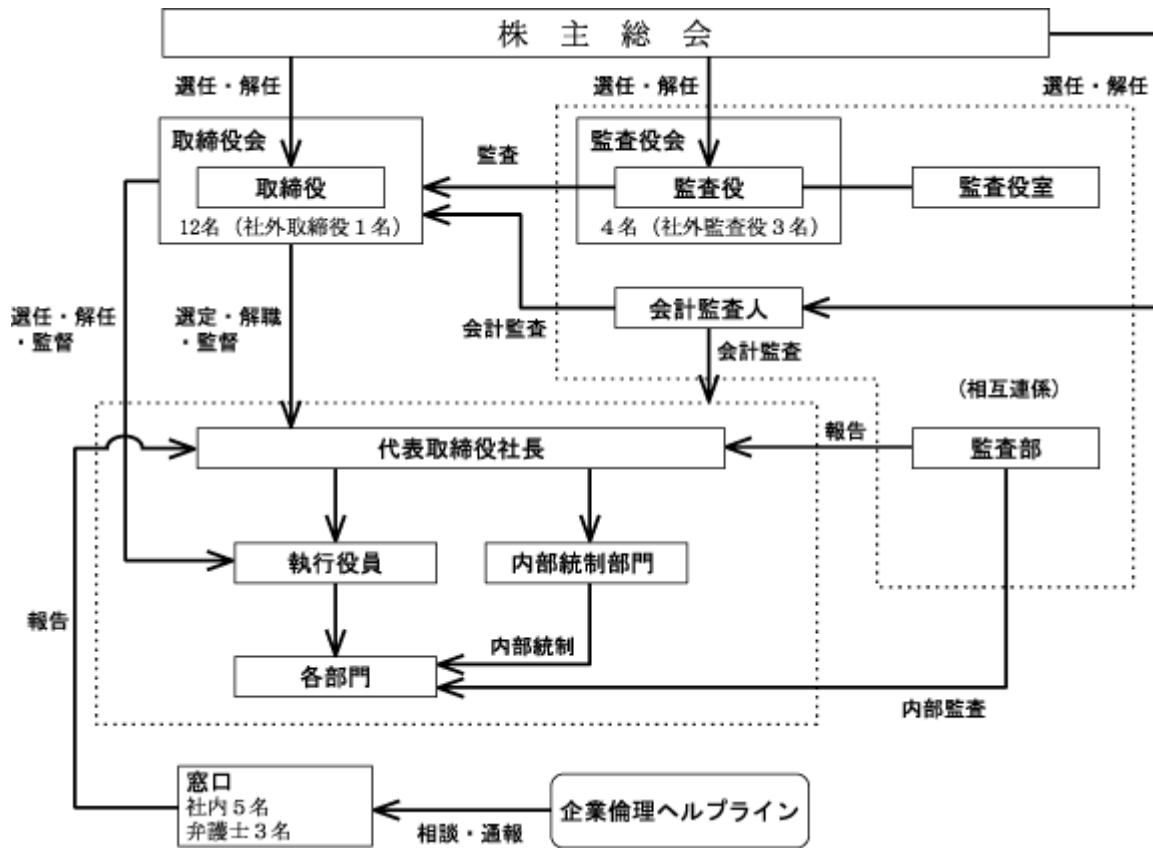 株主総会
選任・解任
選任・解任
選任・解任
取締役会
取締役
12名（社外取締役１名）
監査
監査役会
監査役
４名（社外監査役３名）
監査役室
選任・解任
・監督
選定・解職
・監督
会計監査
会計監査人
会計監査
(相互連係)
代表取締役社長
報告
監査部
執行役員
内部統制部門
報告
内部統制
各部門
内部監査
窓口
社内５名
弁護士３名
相談・通報
企業倫理ヘルプライン